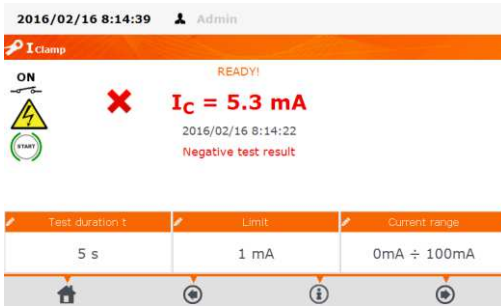 2016/02/16 8:14:39 Admin
I Clamp
ON
READY!
IC = 5.3 mA
START
2016/02/16 8:14:22
Negative test result
Test duration t Limit Current range
5 s 1 mA 0mA ÷ 100mA